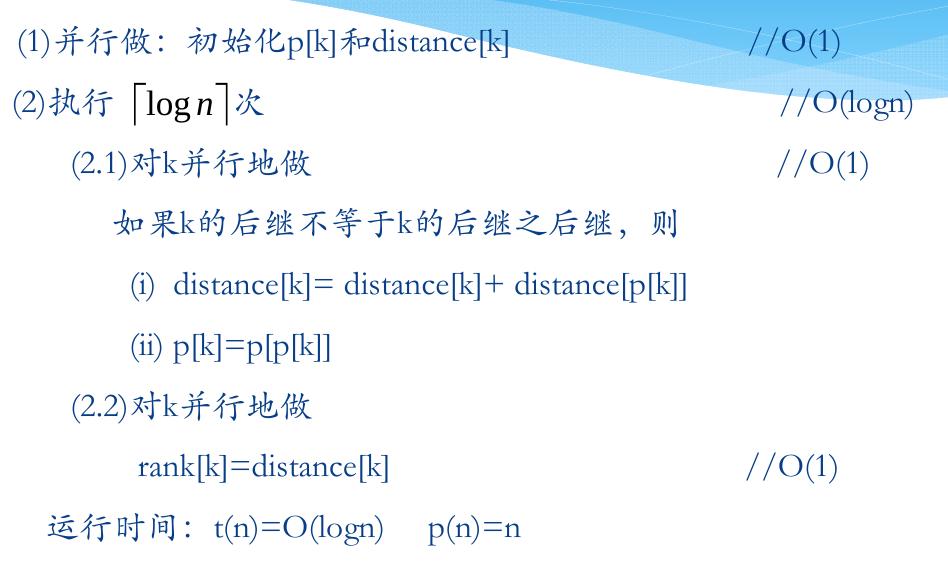 (1)并行做：初始化p[k]和distance[k] //O(1)
(2)执行 ⌈log n⌉次 //O(logn)
(2.1)对k并行地做 //O(1)
如果k的后继不等于k的后继之后继，则
(i) distance[k]= distance[k]+ distance[p[k]]
(ii) p[k]=p[p[k]]
(2.2)对k并行地做
rank[k]=distance[k] //O(1)
运行时间：t(n)=O(logn) p(n)=n